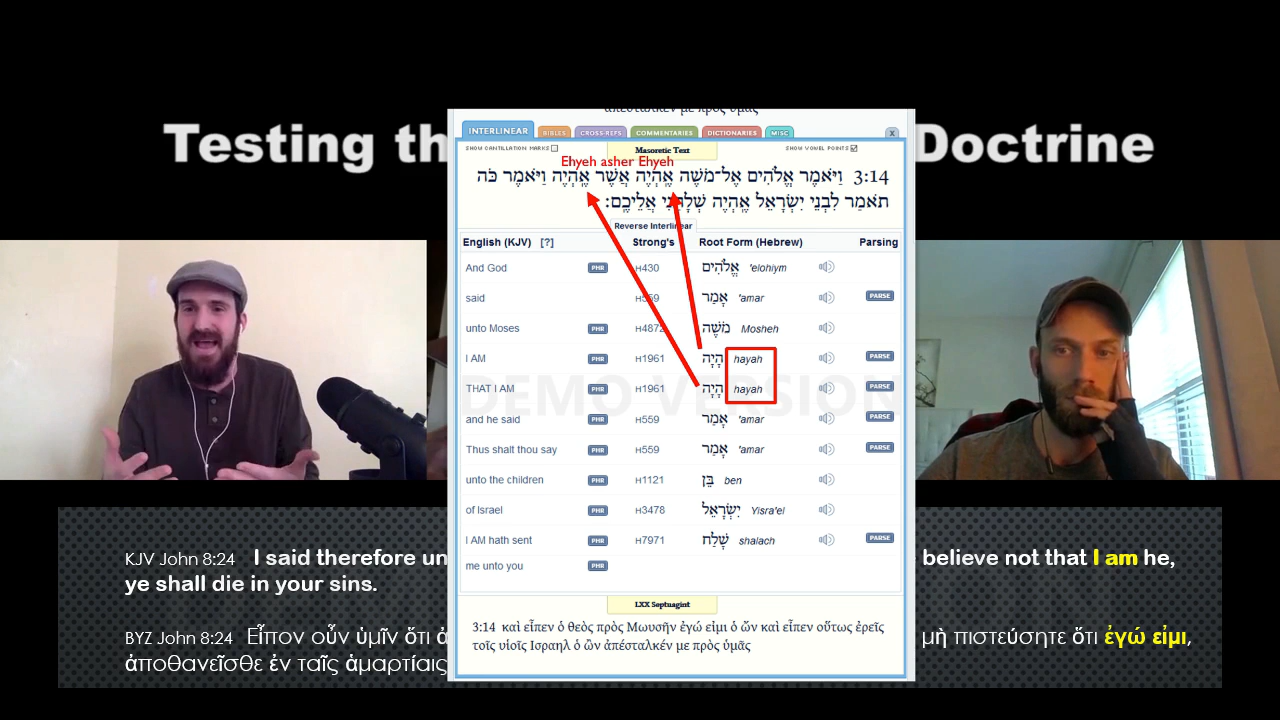 ἀπέσταλκέν με πρὸς ὑμᾶς
Testing th
Doctrine
INTERLINEAR BIBLES CROSS-REFS COMMENTARIES DICTIONARIES MISC X
SHOW CANTILLATION MARKS Masoretic Text SHOW VOWEL POINTS
Ehyeh asher Ehyeh
3:14 וַיֹּאמֶר אֱלֹהִים אֶל־מֹשֶׁה אֶֽהְיֶה אֲשֶׁר אֶֽהְיֶה וַיֹּאמֶר כֹּה
תֹאמַר לִבְנֵי יִשְׂרָאֵל אֶֽהְיֶה אֲלֵיכֶֽם׃
Reverse Interlinear
English (KJV) [?] Strong's Root Form (Hebrew) Parsing
And God PHR H430 אֱלֹהִים 'elohiym
said H559 אָמַר 'amar PARSE
unto Moses PHR H4872 מֹשֶׁה Mosheh
I AM PHR H1961 הָיָה hayah PARSE
THAT I AM PHR H1961 הָיָה hayah PARSE
DEMO VERSION
and he said PHR H559 אָמַר 'amar PARSE
Thus shalt thou say PHR H559 אָמַר 'amar PARSE
unto the children PHR H1121 בֵּן ben
of Israel PHR H3478 יִשְׂרָאֵל Yisra'el
I AM hath sent PHR H7971 שָׁלַח shalach PARSE
me unto you PHR
LXX Septuagint
3:14 καὶ εἶπεν ὁ θεὸς πρὸς Μωυσῆν ἐγώ εἰμι ὁ ὤν καὶ εἶπεν οὕτως ἐρεῖς
τοῖς υἱοῖς Ισραηλ ὁ ὢν ἀπέσταλκέν με πρὸς ὑμᾶς
KJV John 8:24 I said therefore un
believe not that I am he,
ye shall die in your sins.
BYZ John 8:24 Εἶπον οὖν ὑμῖν ὅτι ἀ
μὴ πιστεύσητε ὅτι ἐγώ εἰμι,
ἀποθανεῖσθε ἐν ταῖς ἁμαρτίαις